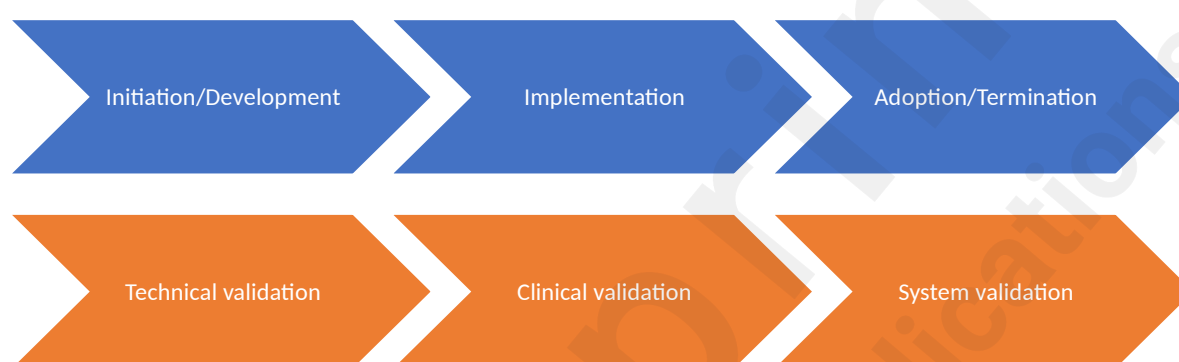 Initiation/Development
Implementation
Adoption/Termination
Technical validation
Clinical validation
System validation